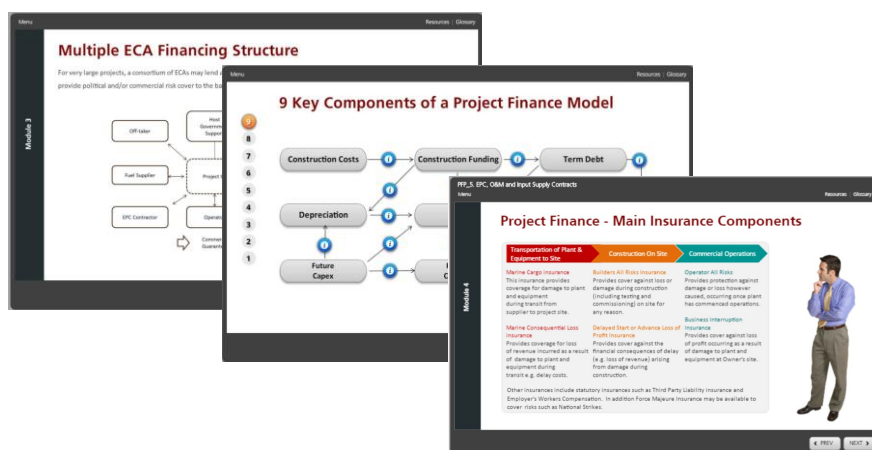 Menu
Resources | Glossary
Multiple ECA Financing Structure
For very large projects, a consortium of ECAs may lend
provide political and/or commercial risk cover to the
Module 3
Off-taker
Host
Support
Fuel Supplier
Project
EPC Contractor
Menu
Resources | Glossary
9 Key Components of a Project Finance Model
9
8
7
6
5
4
3
2
1
Construction Costs
Construction Funding
Term Debt
Depreciation
Future
Capex
PFP_5. EPC, O&M and Input Supply Contracts
Menu
Resources | Glossary
Project Finance - Main Insurance Components
Module 4
Transportation of Plant &
Equipment to Site
Construction On Site
Commercial Operations
Marine Cargo Insurance
This insurance provides
coverage for damage to plant
and equipment
during transit from
supplier to project site.
Marine Consequential Loss
Insurance
Provides coverage for loss
of revenue incurred as a result
of damage to plant and
equipment during
transit e.g. delay costs.
Builders All Risks Insurance
Provides cover against loss or
damage during construction
(including testing and
commissioning) on site for
any reason.
Delayed Start or Advance Loss of
Profit Insurance
Provides cover against the
financial consequences of delay
(e.g. loss of revenue) arising
from damage during
construction.
Operator All Risks
Provides protection against
damage or loss however
caused, occurring once plant
has commenced operations.
Business Interruption
Insurance
Provides cover against loss
of profit occurring as a result
of damage to plant and
equipment at Owner's site.
Other insurances include statutory insurances such as Third Party Liability insurance and
Employer's Workers Compensation. In addition Force Majeure Insurance may be available to
cover risks such as National Strikes.
PREV
NEXT